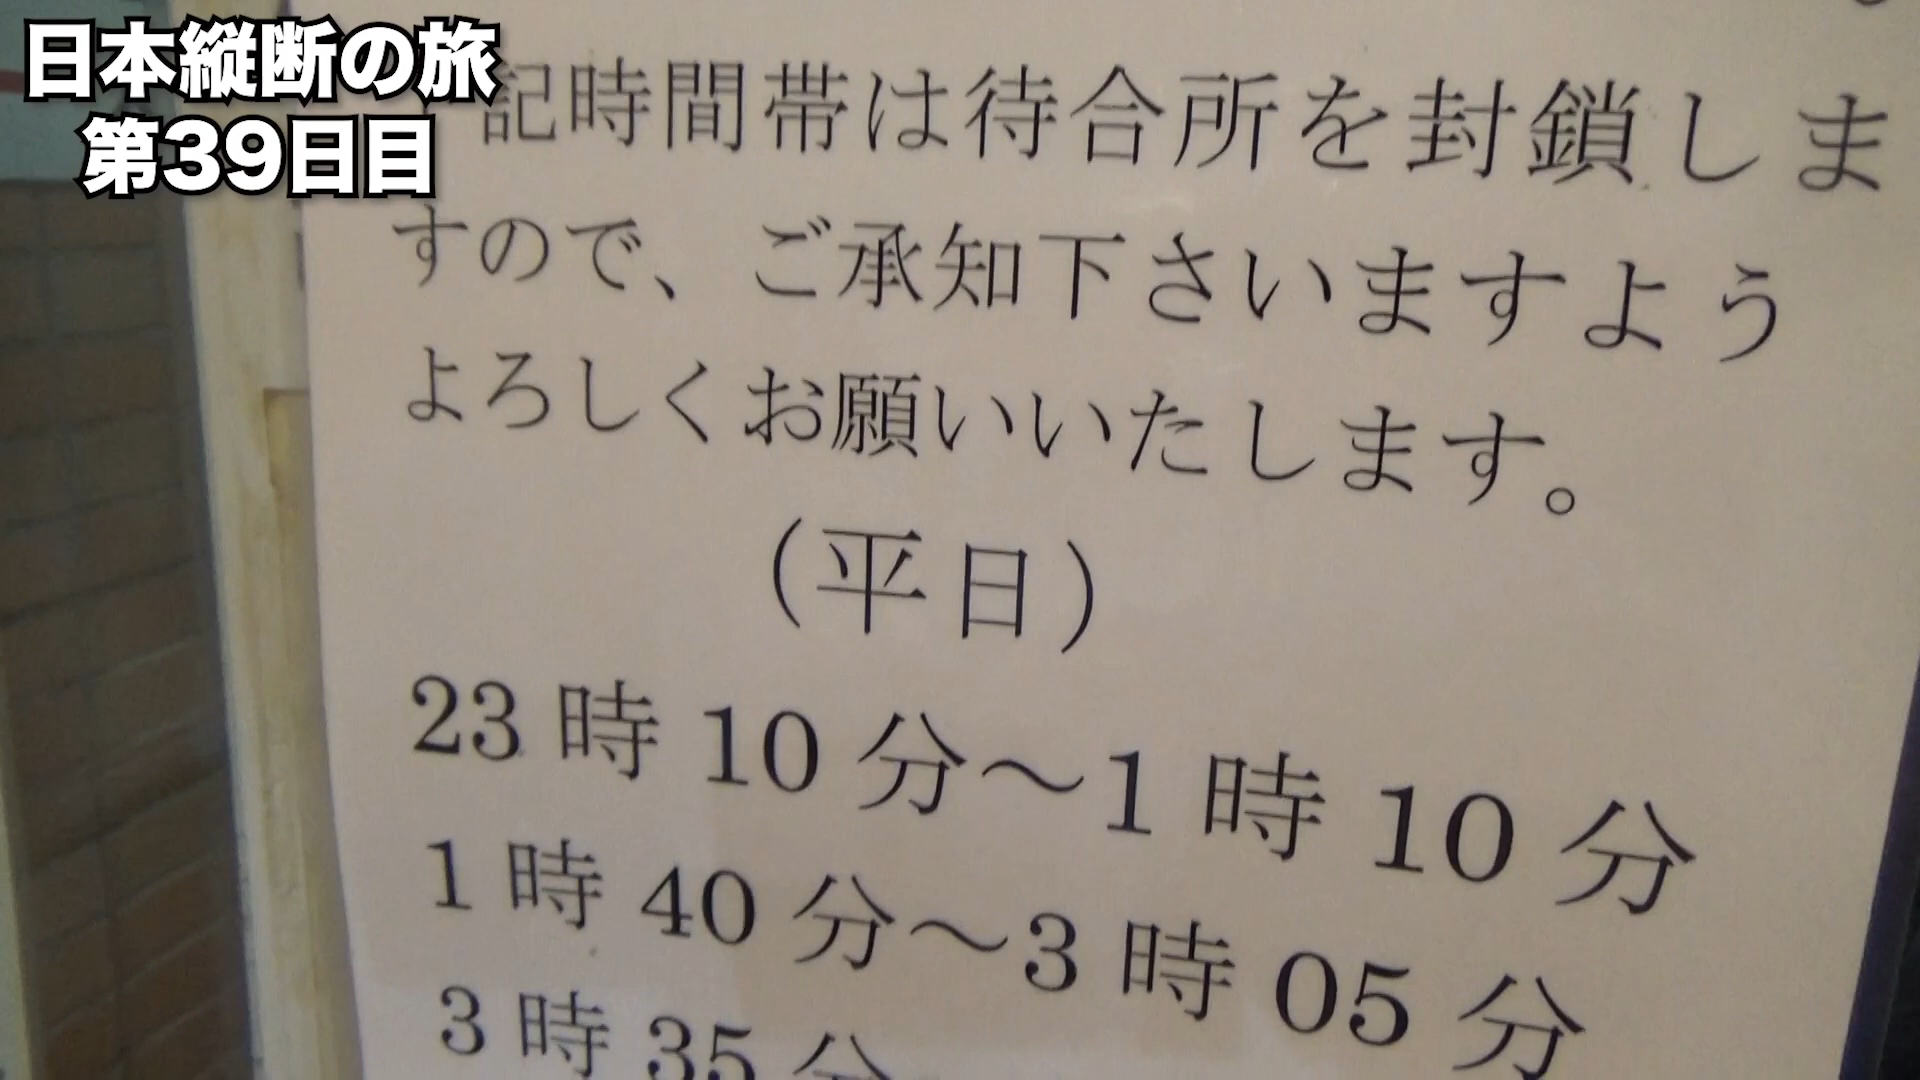 日本縦断の旅
第39日目
記時間帯は待合所を封鎖しま
すので、ご承知下さいますよう
よろしくお願いいたします。
(平日)
23時10分～1時10分
1時40分～3時05分
3時35分